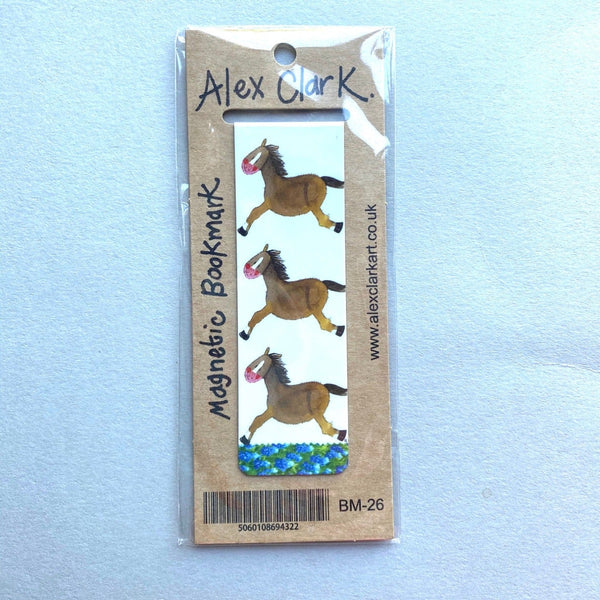 Alex Clark.
Magnetic Bookmark
www.alexclarkart.co.uk
5060108694322
BM-26